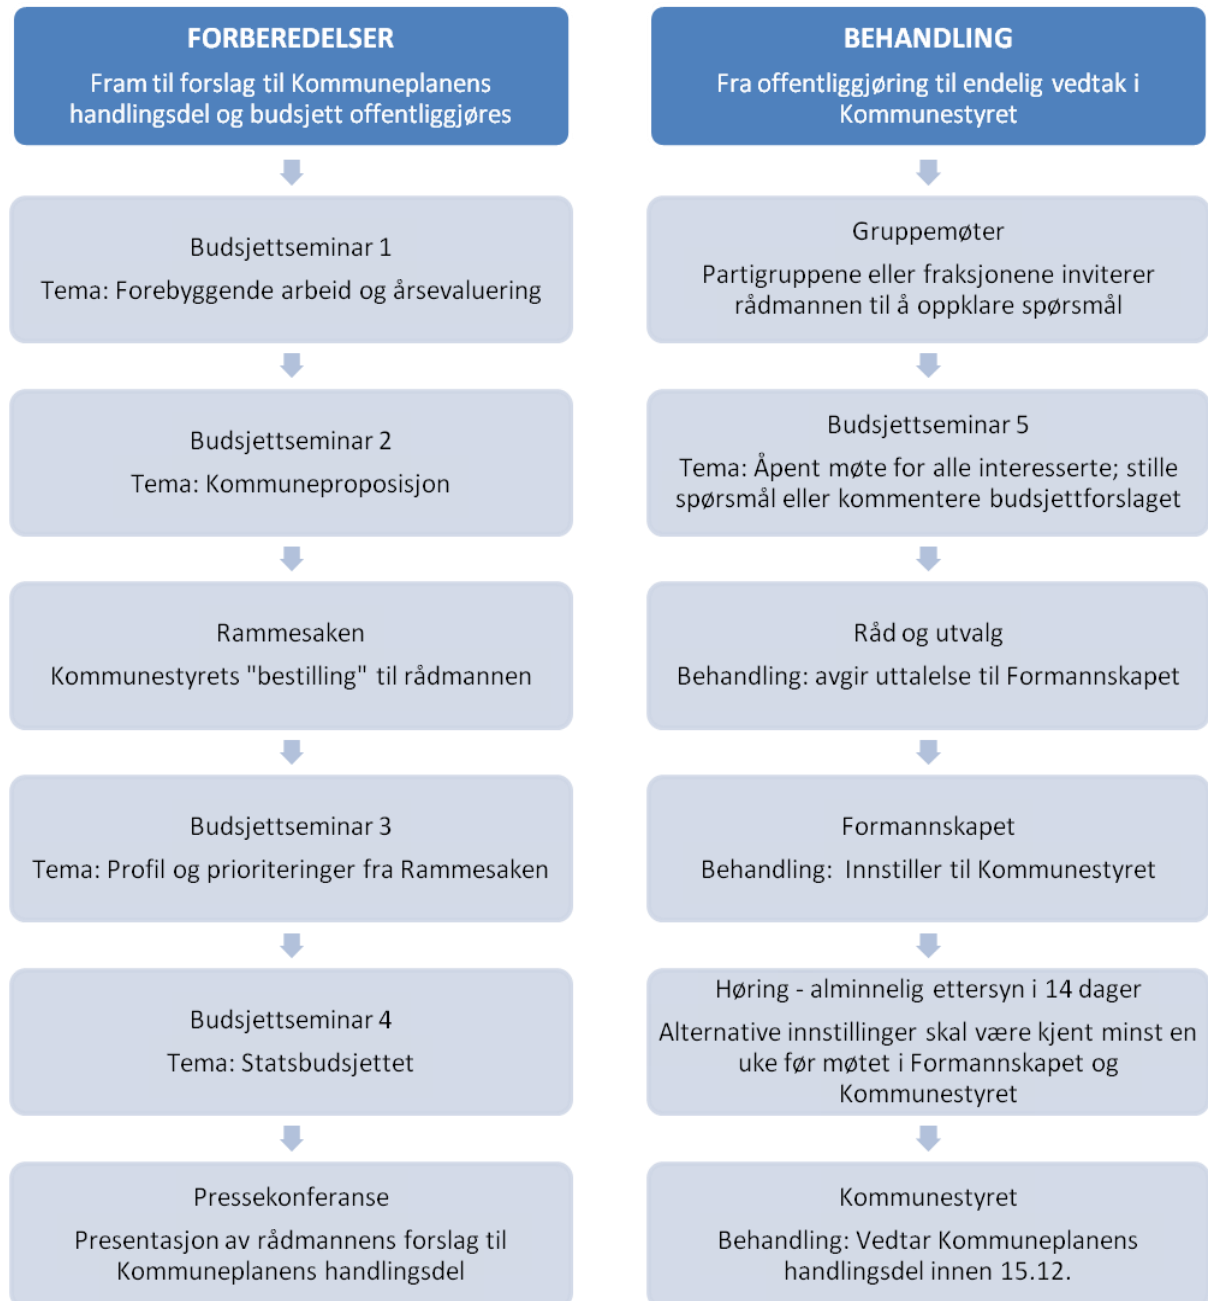 FORBEREDELSER
Fram til forslag til Kommuneplanens
handlingsdel og budsjett offentliggjøres
Budsjettseminar 1
Tema: Forebyggende arbeid og årsevaluering
Budsjettseminar 2
Tema: Kommuneproposisjon
Rammesaken
Kommunestyrets "bestilling" til rådmannen
Budsjettseminar 3
Tema: Profil og prioriteringer fra Rammesaken
Budsjettseminar 4
Tema: Statsbudsjettet
Pressekonferanse
Presentasjon av rådmannens forslag til
Kommuneplanens handlingsdel
BEHANDLING
Fra offentliggjøring til endelig vedtak i
Kommunestyret
Gruppemøter
Partigruppene eller fraksjonene inviterer
rådmannen til å oppklare spørsmål
Budsjettseminar 5
Tema: Åpent møte for alle interesserte; stille
spørsmål eller kommentere budsjettforslaget
Råd og utvalg
Behandling: avgir uttalelse til Formannskapet
Formannskapet
Behandling:  Innstiller til Kommunestyret
Høring - alminnelig ettersyn i 14 dager
Alternative innstillinger skal være kjent minst en
uke før møtet i Formannskapet og
Kommunestyret
Kommunestyret
Behandling: Vedtar Kommuneplanens
handlingsdel innen 15.12.